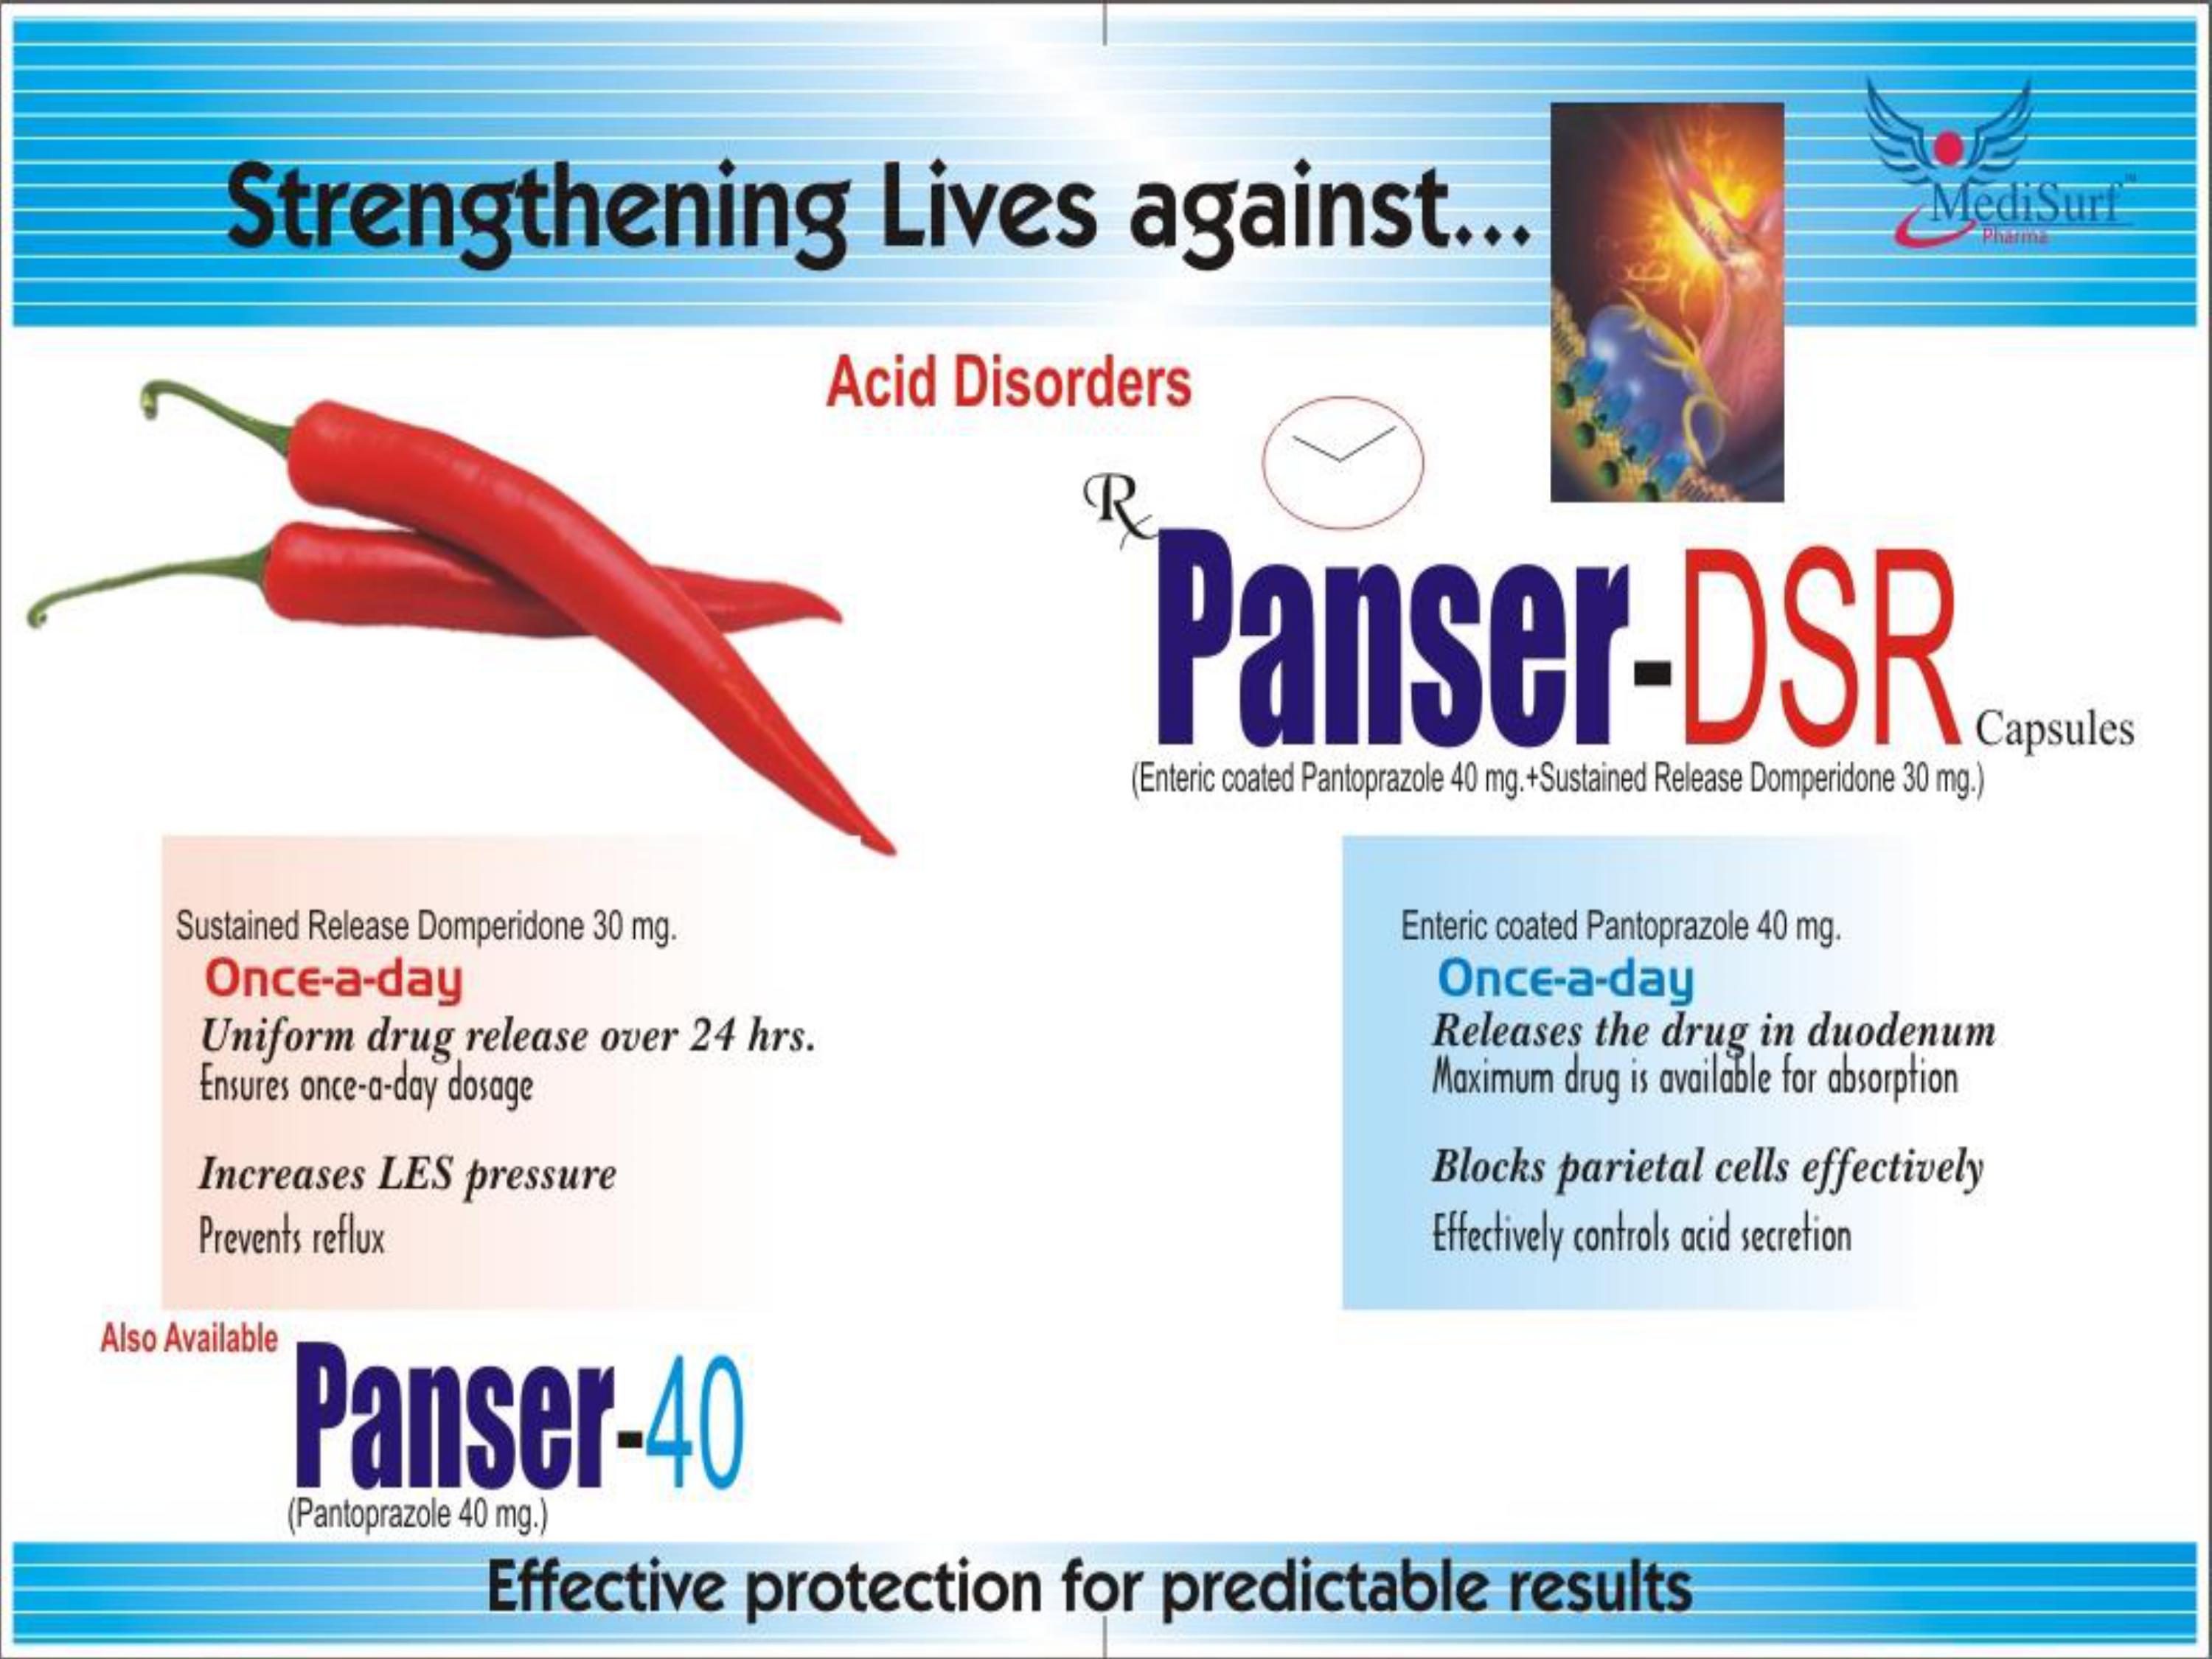 Strengthening Lives against...
MediSurf™
Pharma
Acid Disorders
Rx
Panser-DSR Capsules
(Enteric coated Pantoprazole 40 mg.+Sustained Release Domperidone 30 mg.)
Sustained Release Domperidone 30 mg.
Once-a-day
Uniform drug release over 24 hrs.
Ensures once-a-day dosage
Increases LES pressure
Prevents reflux
Enteric coated Pantoprazole 40 mg.
Once-a-day
Releases the drug in duodenum
Maximum drug is available for absorption
Blocks parietal cells effectively
Effectively controls acid secretion
Also Available
Panser-40
(Pantoprazole 40 mg.)
Effective protection for predictable results